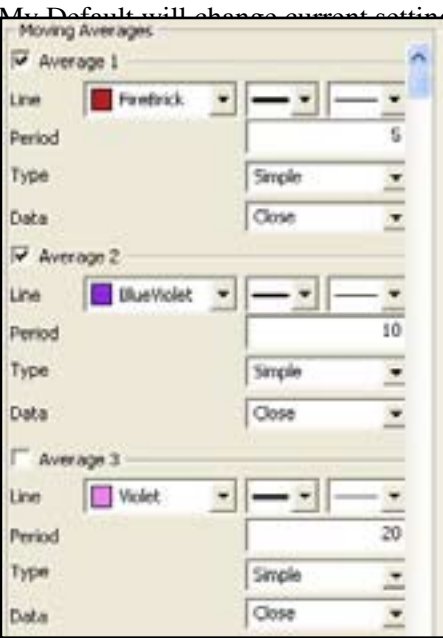 My Default will change current settin
Moving Averages
Average 1
Line FireBrick
Period 5
Type Simple
Data Close
Average 2
Line BlueViolet
Period 10
Type Simple
Data Close
Average 3
Line Violet
Period 20
Type Simple
Data Close